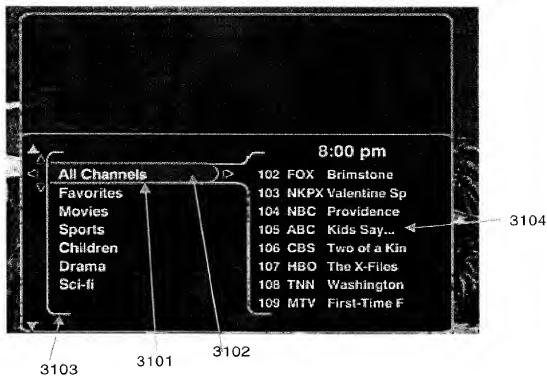 8:00 pm
All Channels
Favorites
Movies
Sports
Children
Drama
Sci-fi
102 FOX Brimstone
103 NKPX Valentine Sp
104 NBC Providence
105 ABC Kids Say...
106 CBS Two of a Kin
107 HBO The X-Files
108 TNN Washington
109 MTV First-Time F
3104
3103
3101
3102